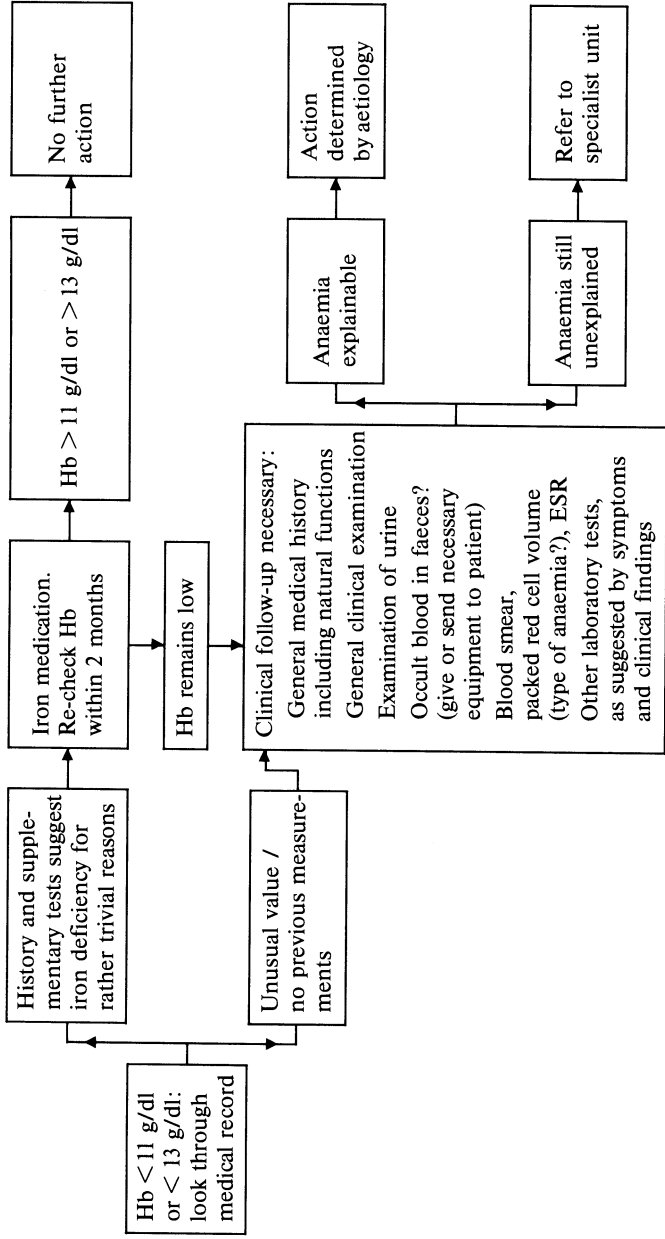 Hb < 11 g/dl
or < 13 g/dl:
look through
medical record
History and supple-
mentary tests suggest
iron deficiency for
rather trivial reasons
Iron medication.
Re-check Hb
within 2 months
Hb > 11 g/dl or > 13 g/dl
No further
action
Hb remains low
Unusual value /
no previous measure-
ments
Clinical follow-up necessary:
General medical history
including natural functions
General clinical examination
Examination of urine
Occult blood in faeces?
(give or send necessary
equipment to patient)
Blood smear,
packed red cell volume
(type of anaemia?), ESR
Other laboratory tests,
as suggested by symptoms
and clinical findings
Anaemia
explainable
Action
determined
by aetiology
Anaemia still
unexplained
Refer to
specialist unit